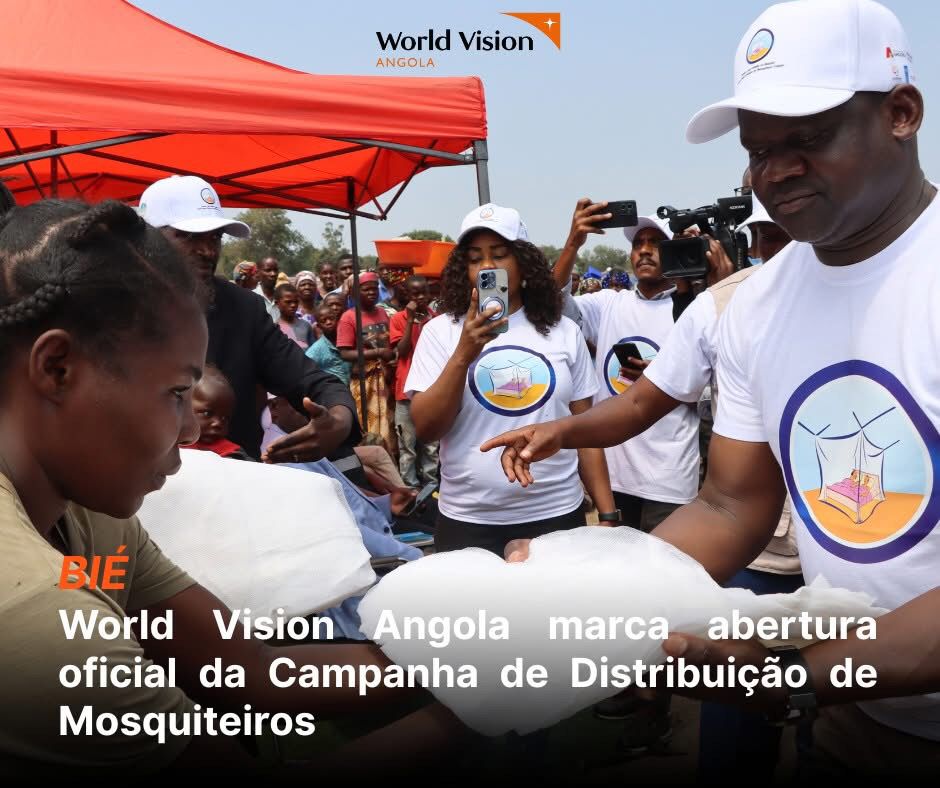 World Vision
ANGOLA
BIÉ
World Vision Angola marca abertura
oficial da Campanha de Distribuição de
Mosquiteiros